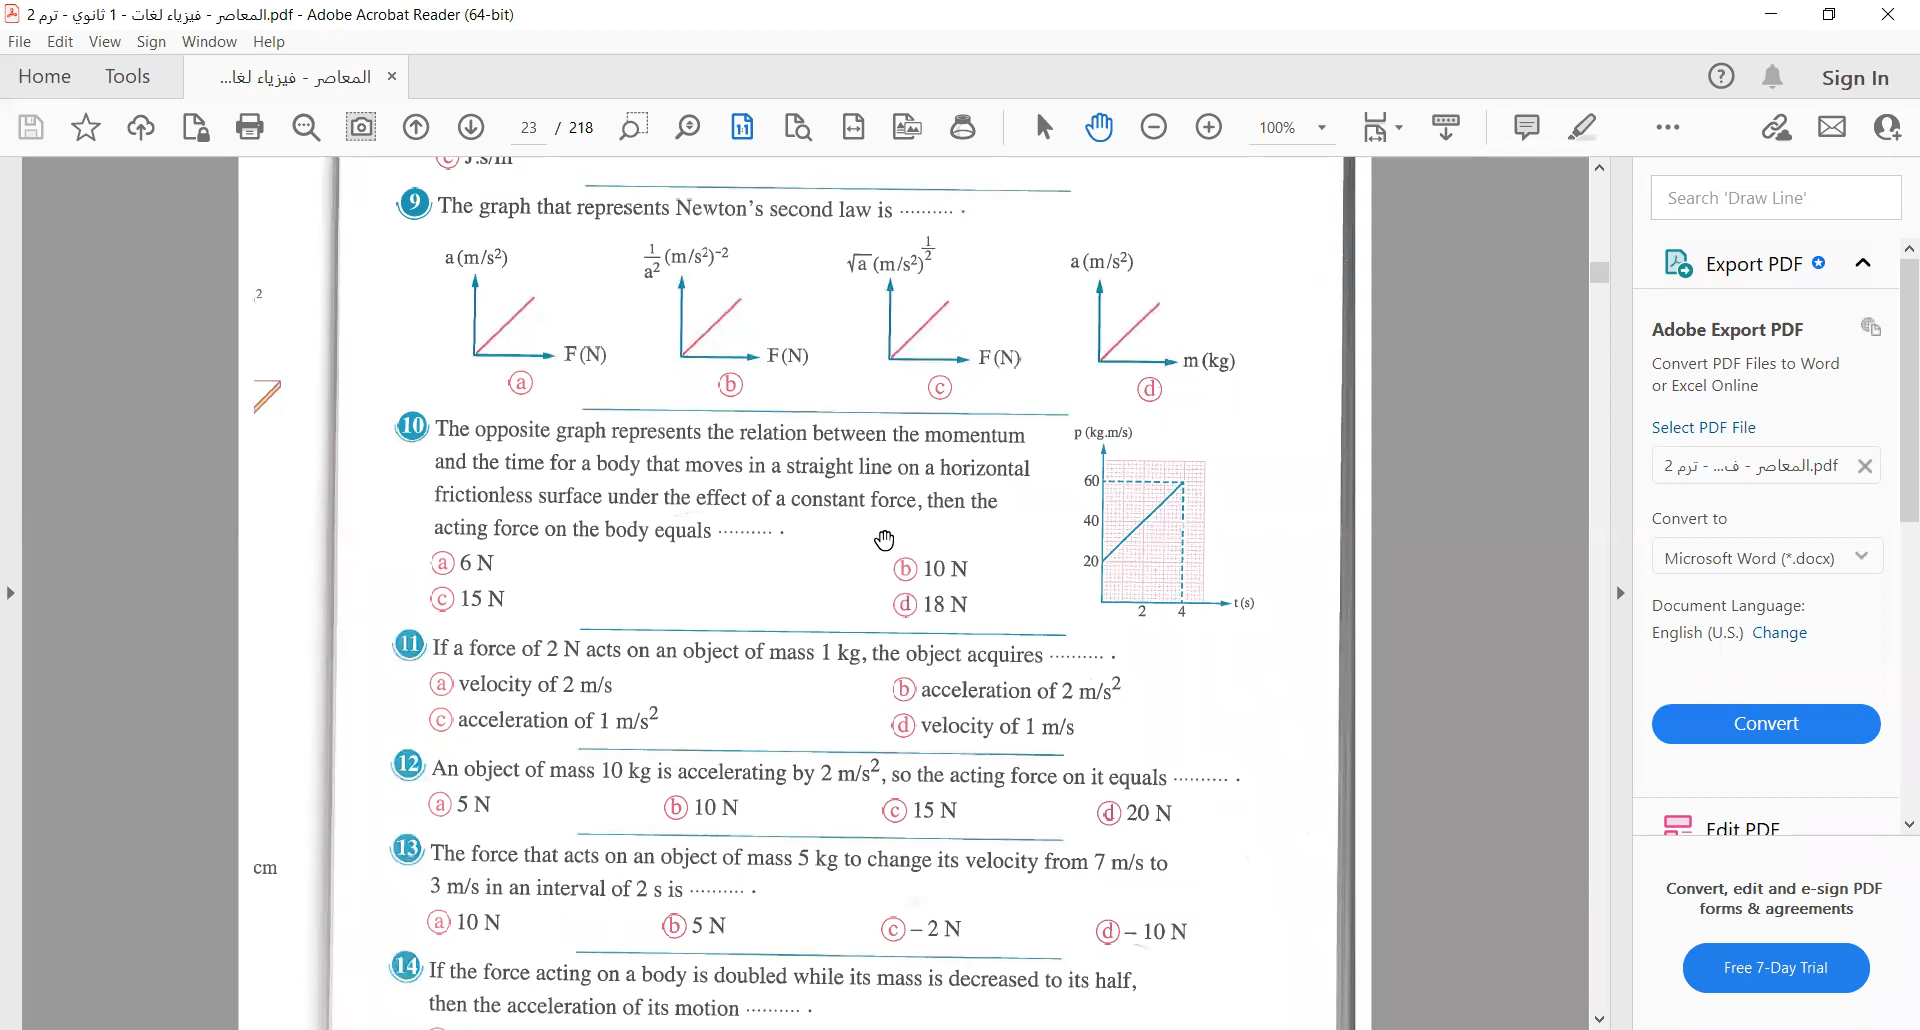 المعاصر - فيزياء لغات - 1 ثانوي - ترم 2.pdf - Adobe Acrobat Reader (64-bit)
File Edit View Sign Window Help
Home Tools المعاصر - فيزياء لغا... × Sign In
23 / 218 100%
9 The graph that represents Newton's second law is .......... .
a (m/s²) 1/a² (m/s²)⁻² √a (m/s²)^1/2 a (m/s²)
F (N) F (N) F (N) m (kg)
a b c d
10 The opposite graph represents the relation between the momentum
and the time for a body that moves in a straight line on a horizontal
frictionless surface under the effect of a constant force, then the
acting force on the body equals .......... .
a 6 N b 10 N
c 15 N d 18 N
p (kg.m/s)
60
40
20
2 4 t (s)
11 If a force of 2 N acts on an object of mass 1 kg, the object acquires .......... .
a velocity of 2 m/s b acceleration of 2 m/s²
c acceleration of 1 m/s² d velocity of 1 m/s
12 An object of mass 10 kg is accelerating by 2 m/s², so the acting force on it equals .......... .
a 5 N b 10 N c 15 N d 20 N
13 The force that acts on an object of mass 5 kg to change its velocity from 7 m/s to
3 m/s in an interval of 2 s is .......... .
a 10 N b 5 N c – 2 N d – 10 N
14 If the force acting on a body is doubled while its mass is decreased to its half,
then the acceleration of its motion .......... .
2
cm
Search 'Draw Line'
Export PDF
Adobe Export PDF
Convert PDF Files to Word
or Excel Online
Select PDF File
المعاصر - ف... - ترم 2.pdf
Convert to
Microsoft Word (*.docx)
Document Language:
English (U.S.) Change
Convert
Edit PDF
Convert, edit and e-sign PDF
forms & agreements
Free 7-Day Trial